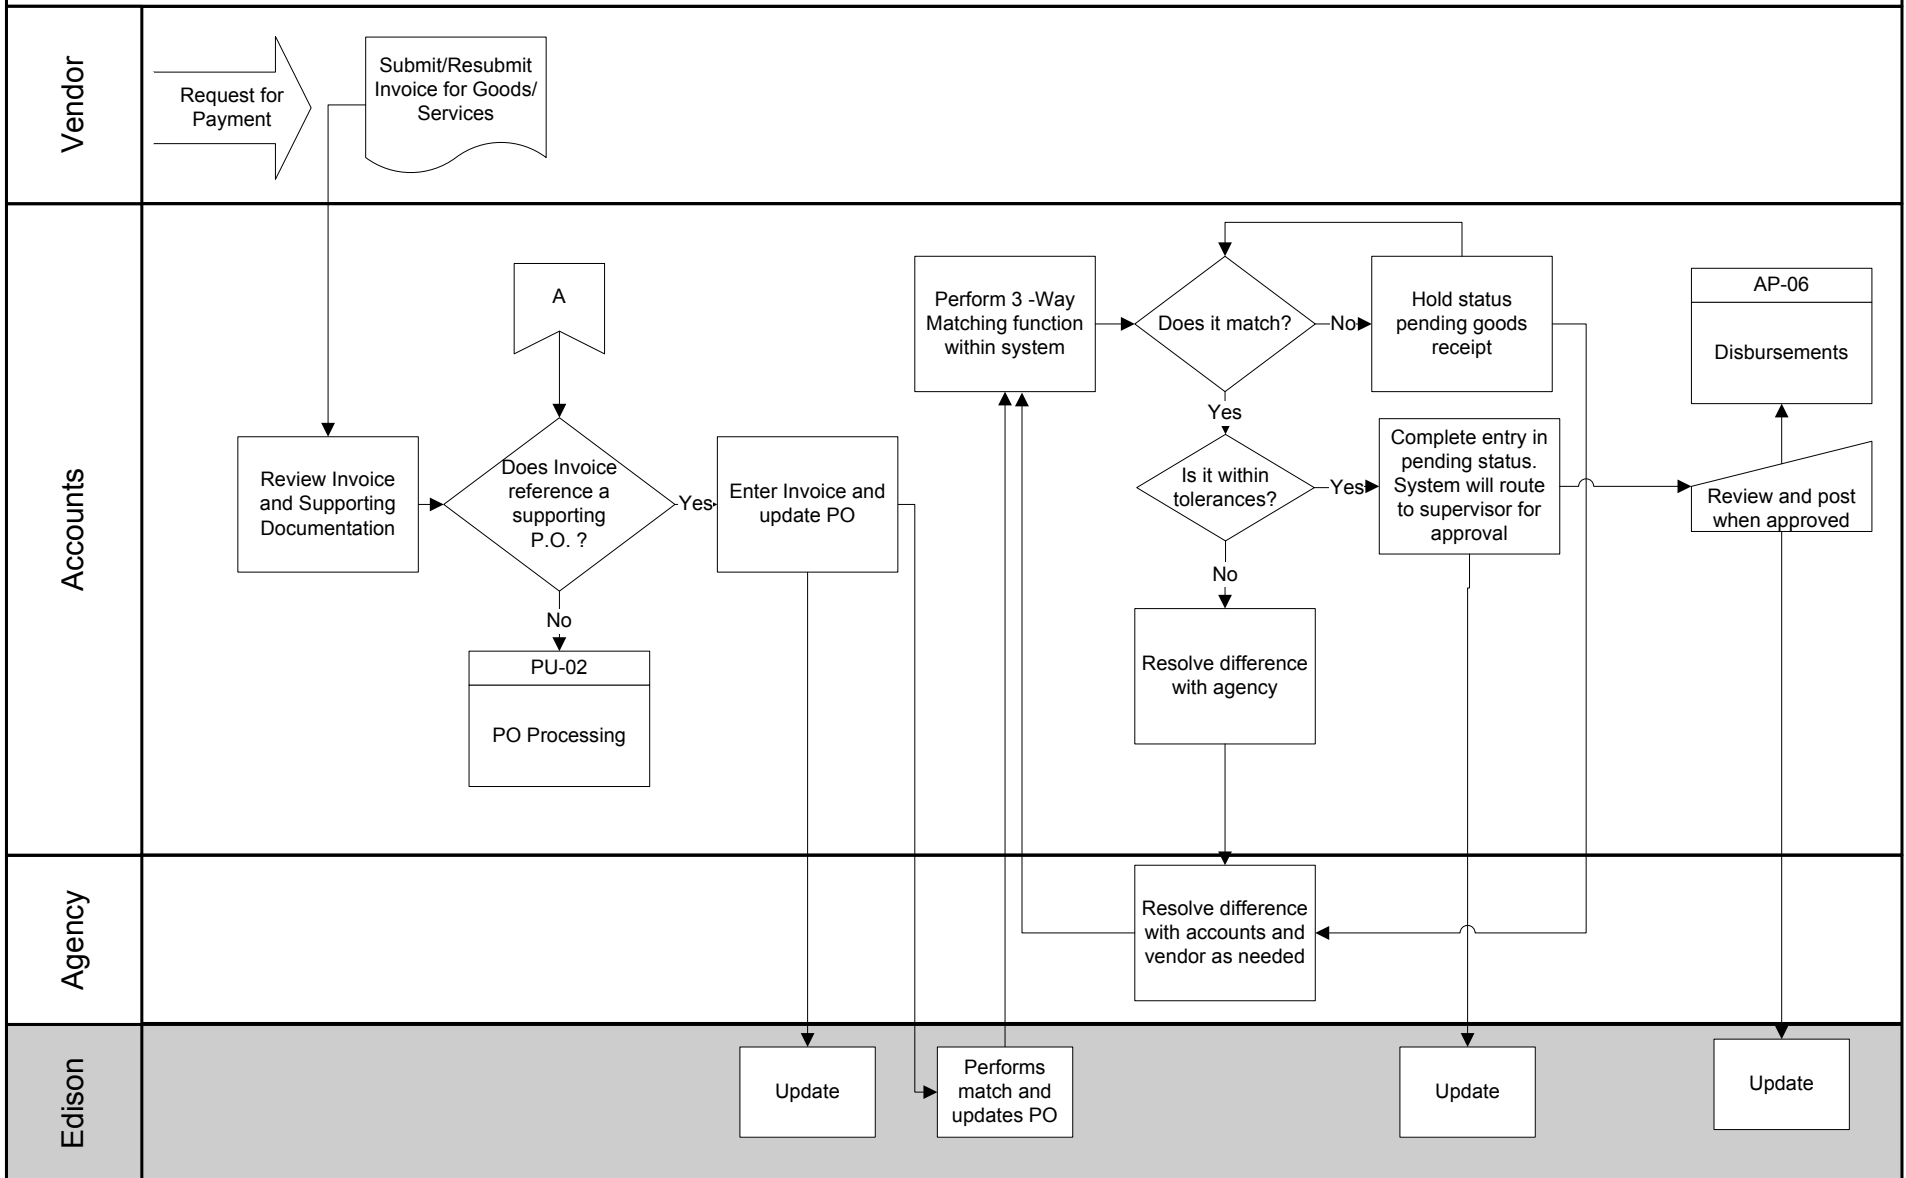 Vendor
Request for
Payment
Submit/Resubmit
Invoice for Goods/
Services
Accounts
A
Review Invoice
and Supporting
Documentation
Does Invoice
reference a
supporting
P.O. ?
Yes
No
PU-02
PO Processing
Enter Invoice and
update PO
Perform 3 -Way
Matching function
within system
Does it match?
No
Yes
Hold status
pending goods
receipt
Is it within
tolerances?
Yes
No
Complete entry in
pending status.
System will route
to supervisor for
approval
Resolve difference
with agency
AP-06
Disbursements
Review and post
when approved
Agency
Resolve difference
with accounts and
vendor as needed
Edison
Update
Performs
match and
updates PO
Update
Update